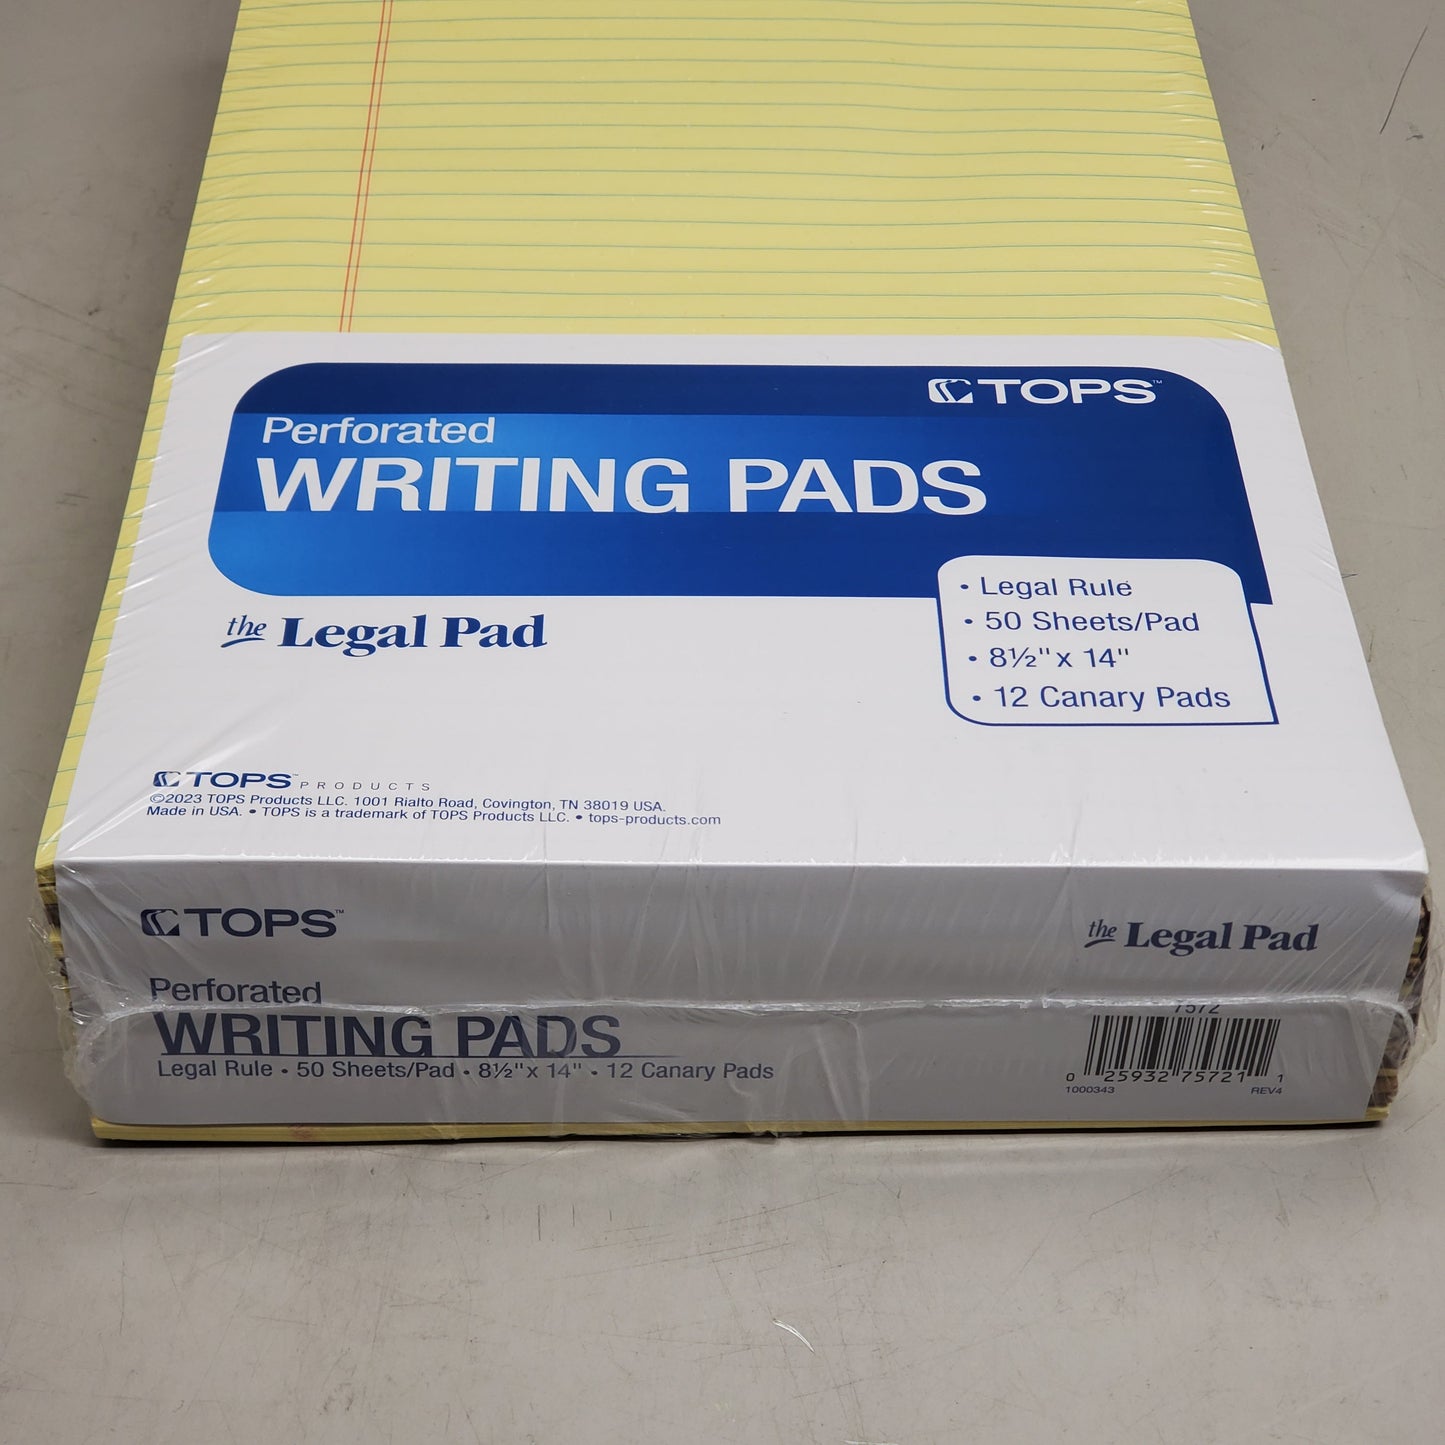 TOPS™
Perforated
WRITING PADS
• Legal Rule
• 50 Sheets/Pad
• 8½" x 14"
• 12 Canary Pads
the Legal Pad
TOPS™ PRODUCTS
©2023 TOPS Products LLC. 1001 Rialto Road, Covington, TN 38019 USA.
Made in USA. • TOPS is a trademark of TOPS Products LLC. • tops-products.com
TOPS™
the Legal Pad
Perforated
WRITING PADS
Legal Rule • 50 Sheets/Pad • 8½" x 14" • 12 Canary Pads
7572
0 25932 75721 1
1000343 REV4